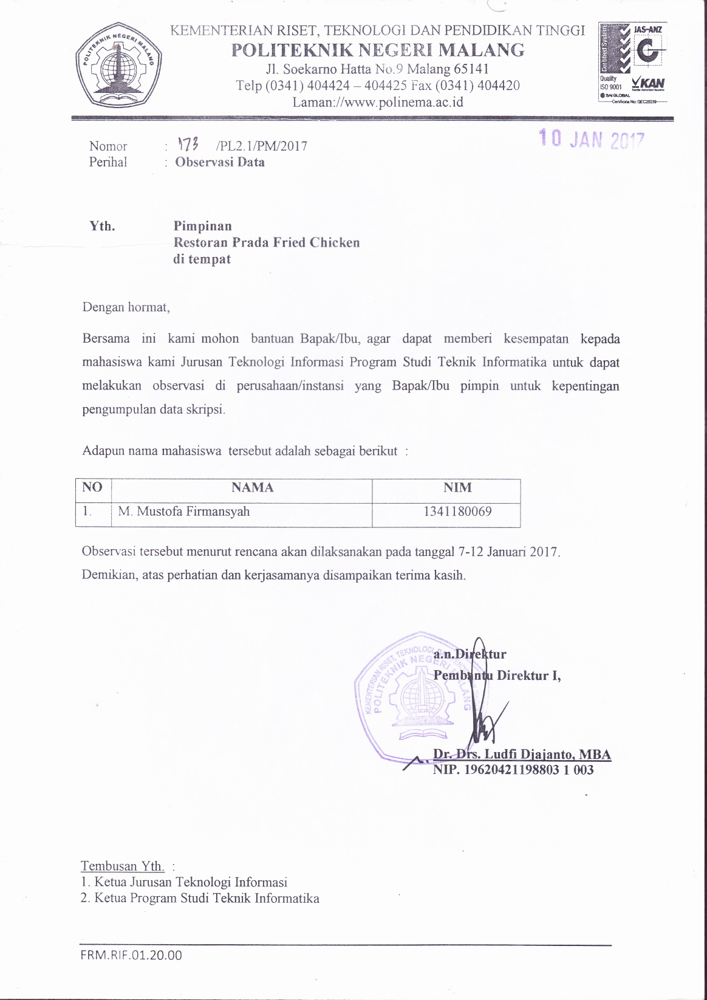 POLITEKNIK NEGERI MALANG
KEMENTERIAN RISET, TEKNOLOGI DAN PENDIDIKAN TINGGI
POLITEKNIK NEGERI MALANG
Jl. Soekarno Hatta No.9 Malang 65141
Telp (0341) 404424 – 404425 Fax (0341) 404420
Laman://www.polinema.ac.id
Certified System
JAS-ANZ
C
Quality
ISO 9001
KAN
SAI GLOBAL
Certificate No: QEC25539
10 JAN 2017
Nomor : 173 /PL2.1/PM/2017
Perihal : Observasi Data
Yth. Pimpinan
Restoran Prada Fried Chicken
di tempat
Dengan hormat,
Bersama ini kami mohon bantuan Bapak/Ibu, agar dapat memberi kesempatan kepada
mahasiswa kami Jurusan Teknologi Informasi Program Studi Teknik Informatika untuk dapat
melakukan observasi di perusahaan/instansi yang Bapak/Ibu pimpin untuk kepentingan
pengumpulan data skripsi.
Adapun nama mahasiswa tersebut adalah sebagai berikut :
NO NAMA NIM
1. M. Mustofa Firmansyah 1341180069
Observasi tersebut menurut rencana akan dilaksanakan pada tanggal 7-12 Januari 2017.
Demikian, atas perhatian dan kerjasamanya disampaikan terima kasih.
KEMENTERIAN RISET, TEKNOLOGI
POLITEKNIK NEGERI MALANG
a.n.Direktur
Pembantu Direktur I,
Dr. Drs. Ludfi Djajanto, MBA
NIP. 19620421198803 1 003
Tembusan Yth. :
1. Ketua Jurusan Teknologi Informasi
2. Ketua Program Studi Teknik Informatika
FRM.RIF.01.20.00